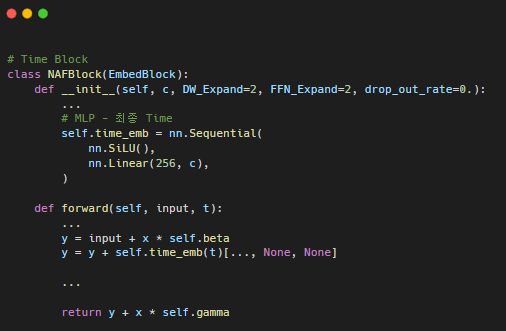 # Time Block
class NAFBlock(EmbedBlock):
    def __init__(self, c, DW_Expand=2, FFN_Expand=2, drop_out_rate=0.):
        ...
        # MLP - 최종 Time
        self.time_emb = nn.Sequential(
            nn.SiLU(),
            nn.Linear(256, c),
        )
    def forward(self, input, t):
        ...
        y = input + x * self.beta
        y = y + self.time_emb(t)[..., None, None]
        ...
        return y + x * self.gamma